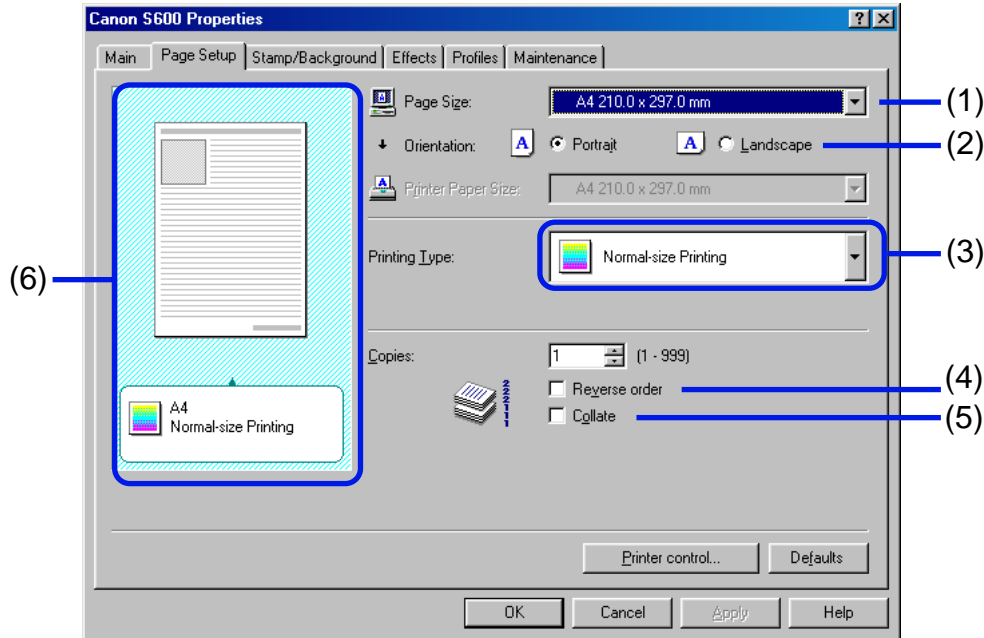 Canon S600 Properties
Main Page Setup Stamp/Background Effects Profiles Maintenance
Page Size: A4 210.0 x 297.0 mm (1)
Orientation: A Portrait A Landscape (2)
Printer Paper Size: A4 210.0 x 297.0 mm
Printing Type: Normal-size Printing (3)
(6)
Copies: 1 (1 - 999)
Reverse order (4)
Collate (5)
221211
A4
Normal-size Printing
Printer control... Defaults
OK Cancel Apply Help